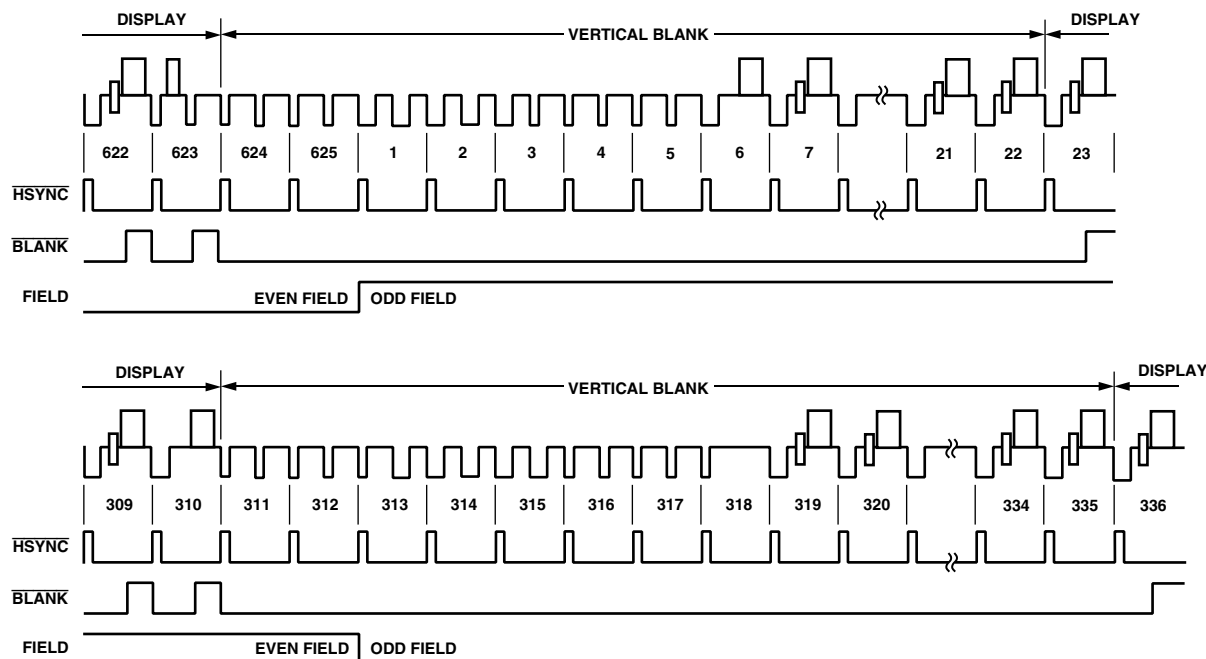 DISPLAY VERTICAL BLANK DISPLAY
622 623 624 625 1 2 3 4 5 6 7 21 22 23
HSYNC
BLANK
FIELD EVEN FIELD ODD FIELD
DISPLAY VERTICAL BLANK DISPLAY
309 310 311 312 313 314 315 316 317 318 319 320 334 335 336
HSYNC
BLANK
FIELD EVEN FIELD ODD FIELD